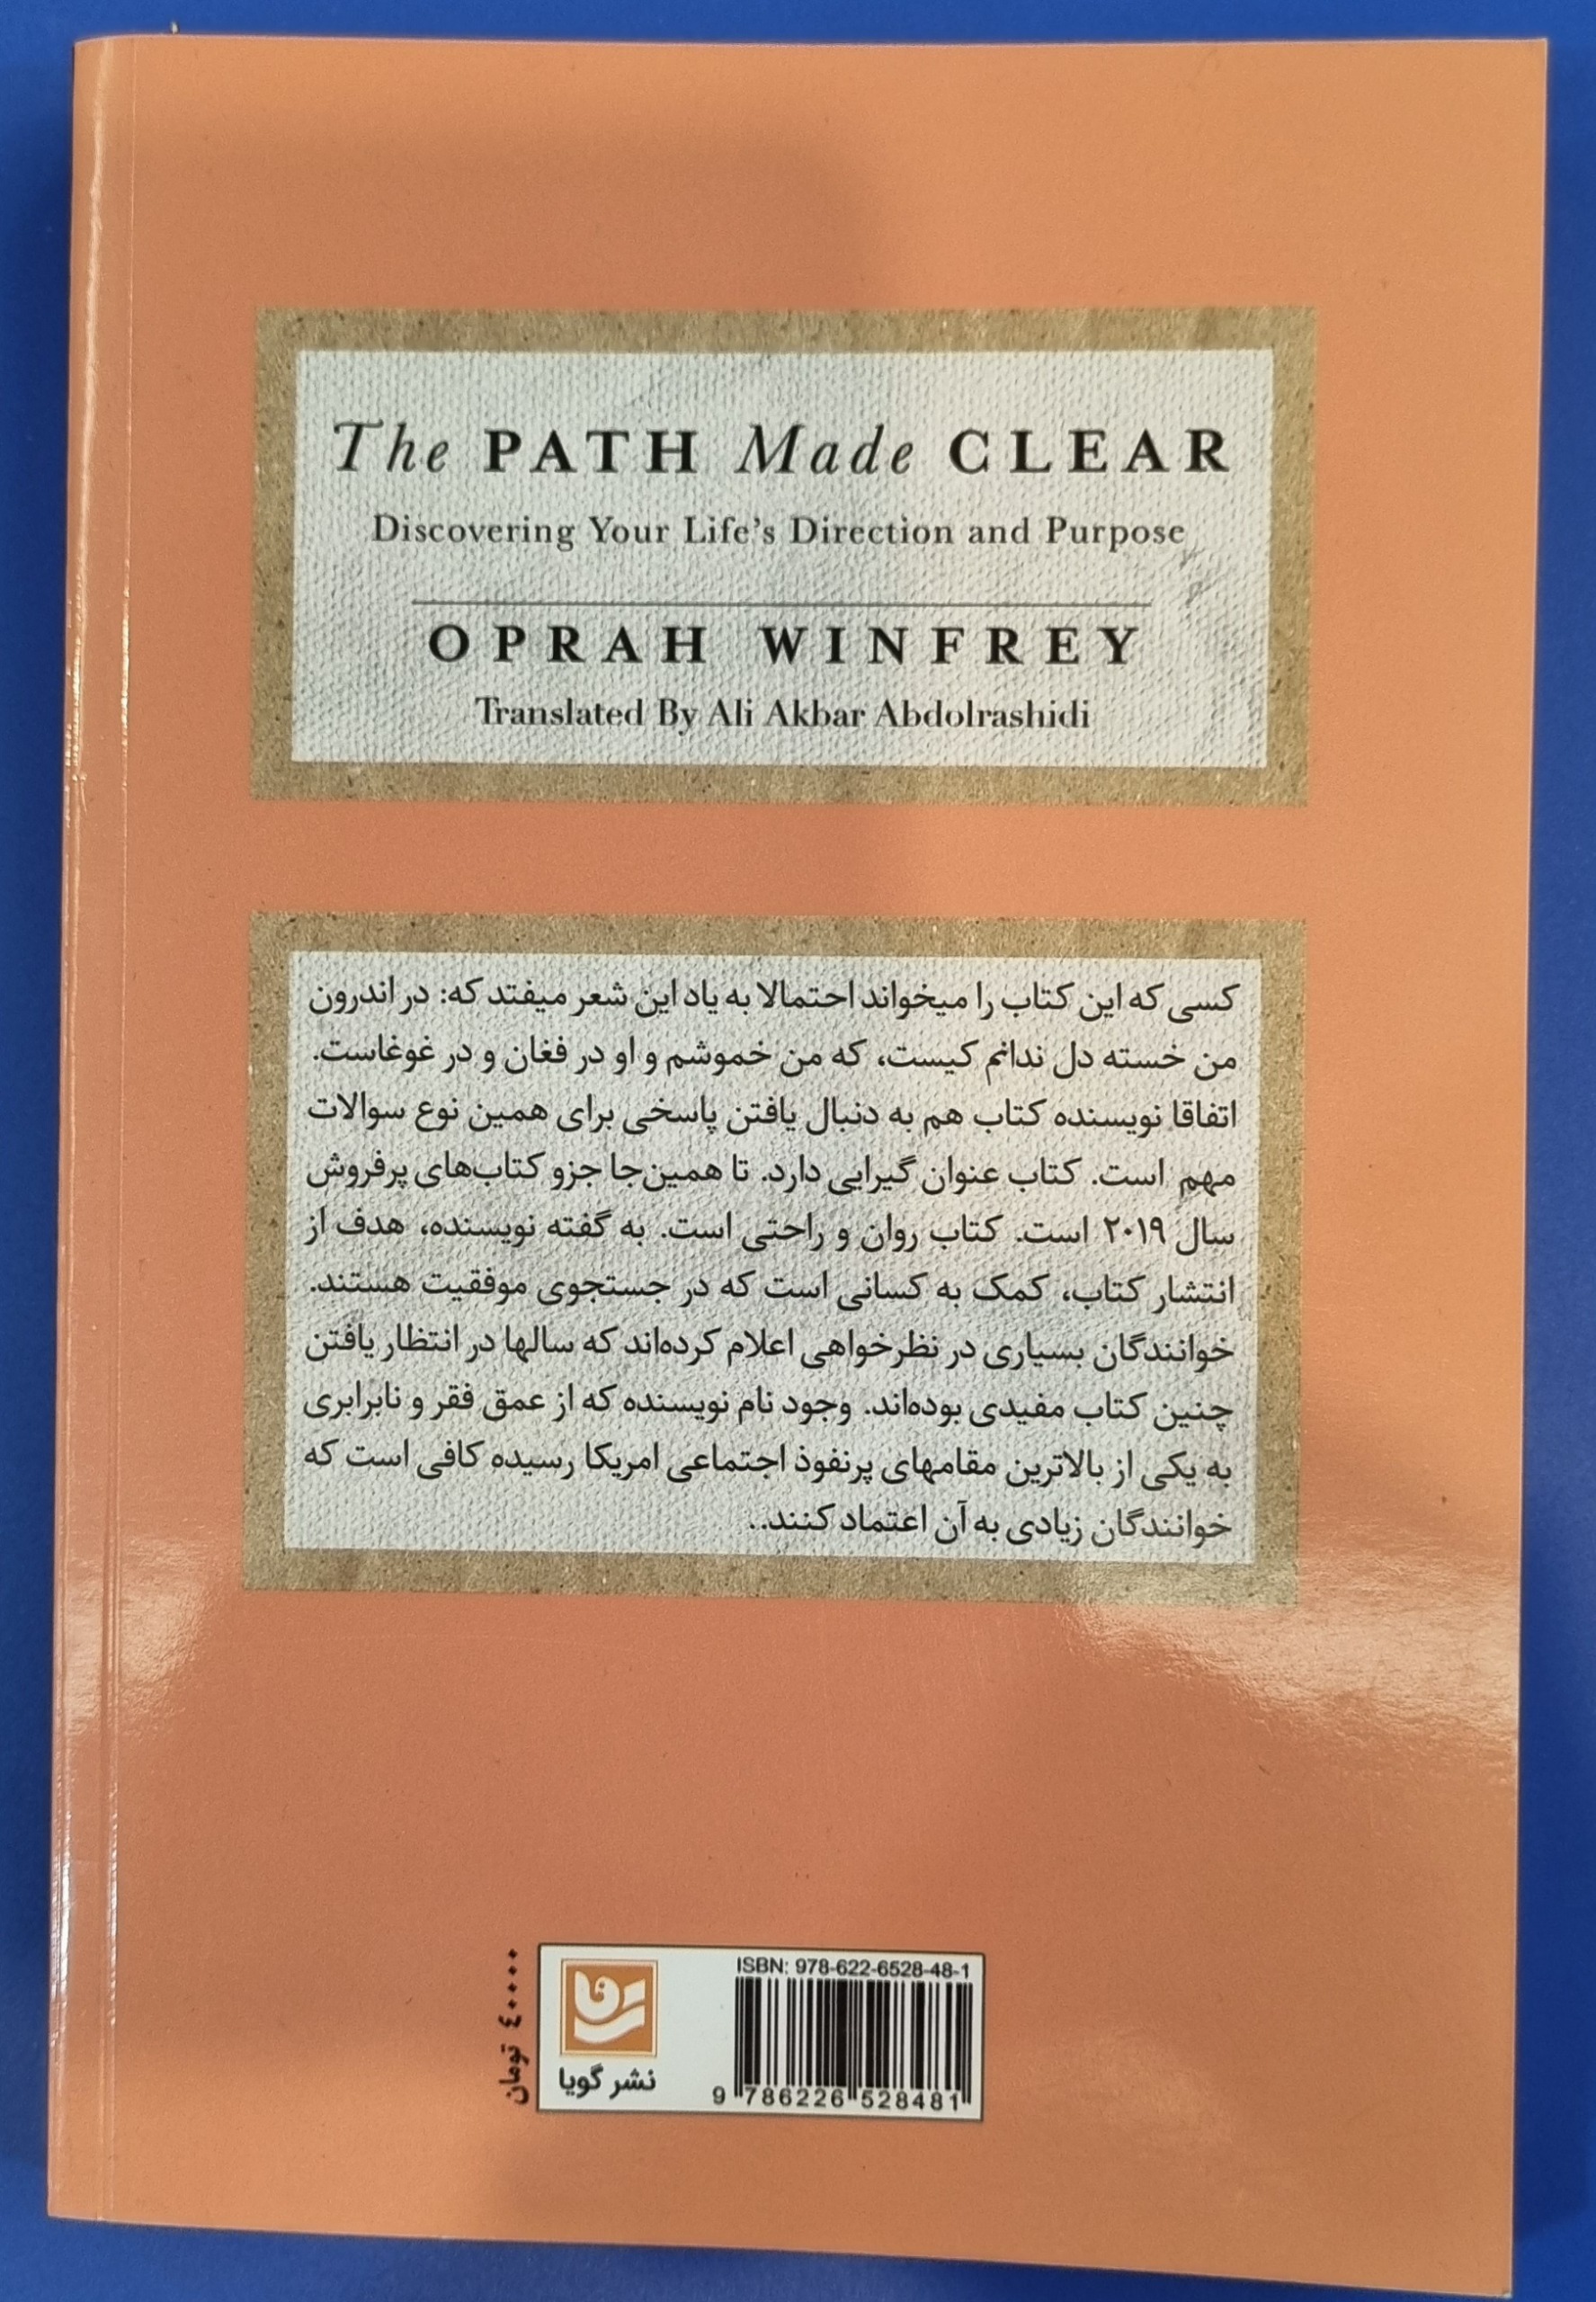 The PATH Made CLEAR
Discovering Your Life's Direction and Purpose
OPRAH WINFREY
Translated By Ali Akbar Abdolrashidi
کسی که این کتاب را میخواند احتمالا به یاد این شعر میفتد که: در اندرون
من خسته دل ندانم کیست، که من خموشم و او در فغان و در غوغاست.
اتفاقا نویسنده کتاب هم به دنبال یافتن پاسخی برای همین نوع سوالات
مهم است. کتاب عنوان گیرایی دارد. تا همین‌جا جزو کتاب‌های پرفروش
سال ۲۰۱۹ است. کتاب روان و راحتی است. به گفته نویسنده، هدف از
انتشار کتاب، کمک به کسانی است که در جستجوی موفقیت هستند.
خوانندگان بسیاری در نظرخواهی اعلام کرده‌اند که سالها در انتظار یافتن
چنین کتاب مفیدی بوده‌اند. وجود نام نویسنده که از عمق فقر و نابرابری
به یکی از بالاترین مقامهای پرنفوذ اجتماعی امریکا رسیده کافی است که
خوانندگان زیادی به آن اعتماد کنند..
ISBN: 978-622-6528-48-1
9 786226 528481
نشر گویا
٤٠٠٠٠ تومان